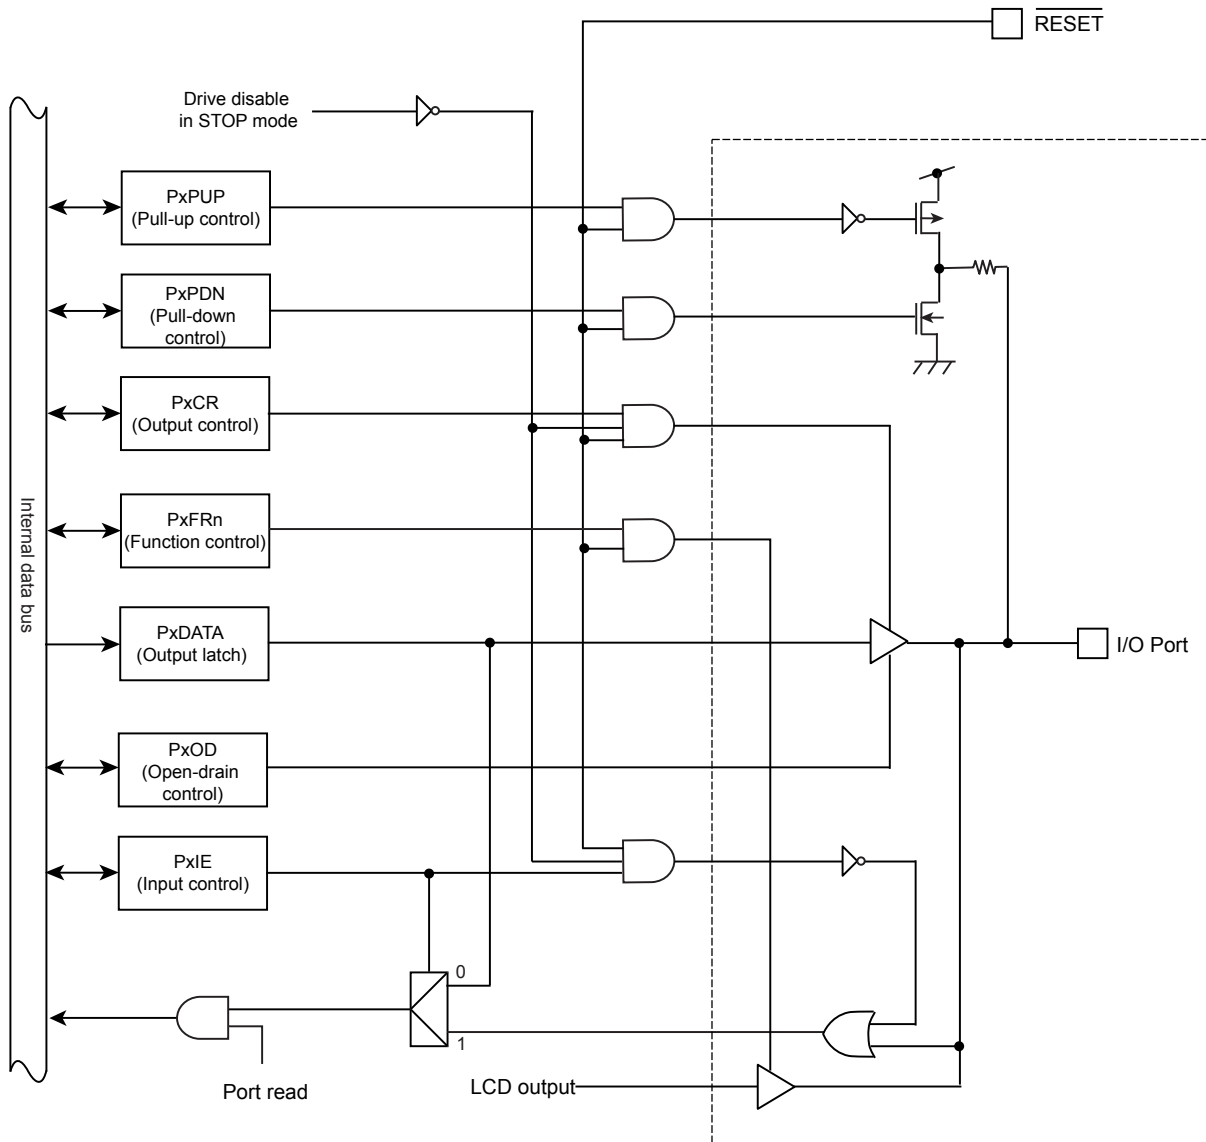 RESET
Drive disable
in STOP mode
PxPUP
(Pull-up control)
PxPDN
(Pull-down
control)
PxCR
(Output control)
PxFRn
(Function control)
Internal data bus
PxDATA
(Output latch)
I/O Port
PxOD
(Open-drain
control)
PxIE
(Input control)
0
1
Port read
LCD output